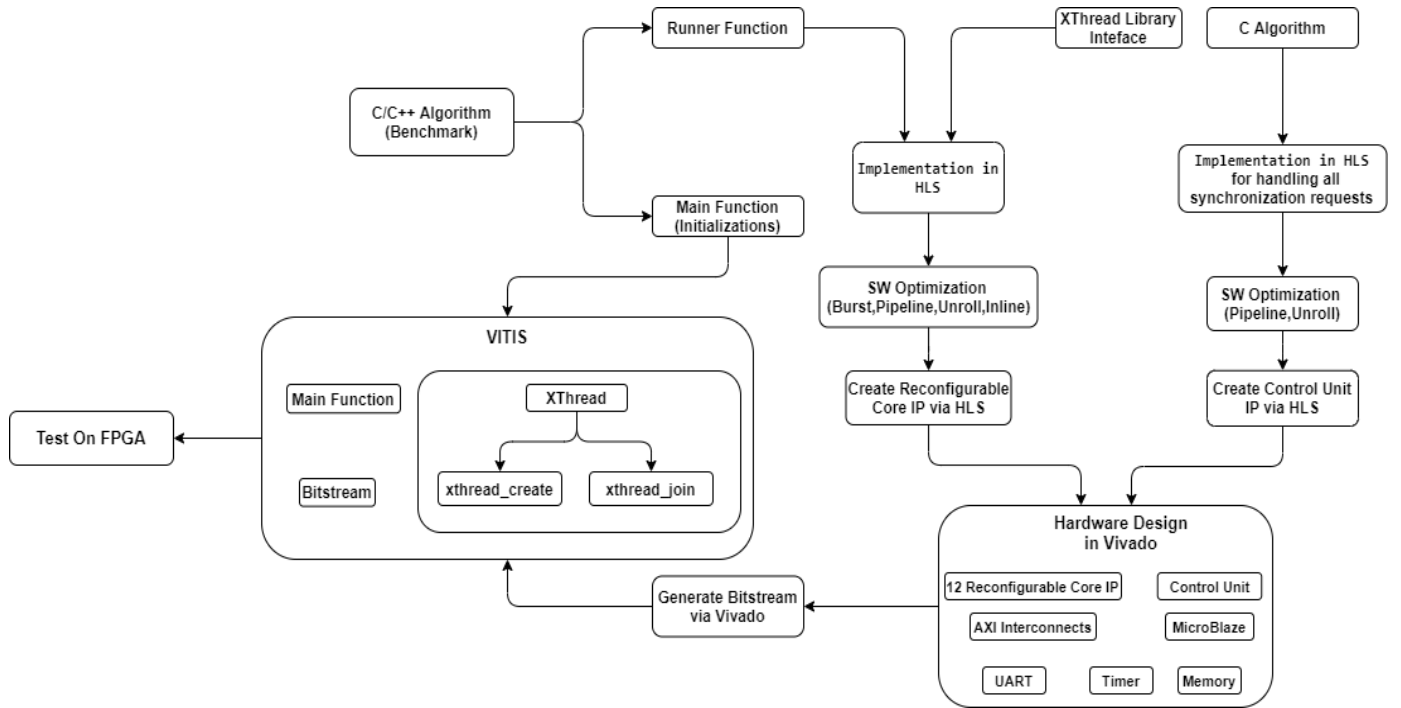 Runner Function
XThread Library
Inteface
C Algorithm
C/C++ Algorithm
(Benchmark)
Implementation in
HLS
Implementation in HLS
for handling all
synchronization requests
Main Function
(Initializations)
SW Optimization
(Burst,Pipeline,Unroll,Inline)
SW Optimization
(Pipeline,Unroll)
VITIS
Main Function
XThread
Create Reconfigurable
Core IP via HLS
Create Control Unit
IP via HLS
Test On FPGA
Bitstream
xthread_create
xthread_join
Hardware Design
in Vivado
12 Reconfigurable Core IP
Control Unit
Generate Bitstream
via Vivado
AXI Interconnects
MicroBlaze
UART
Timer
Memory